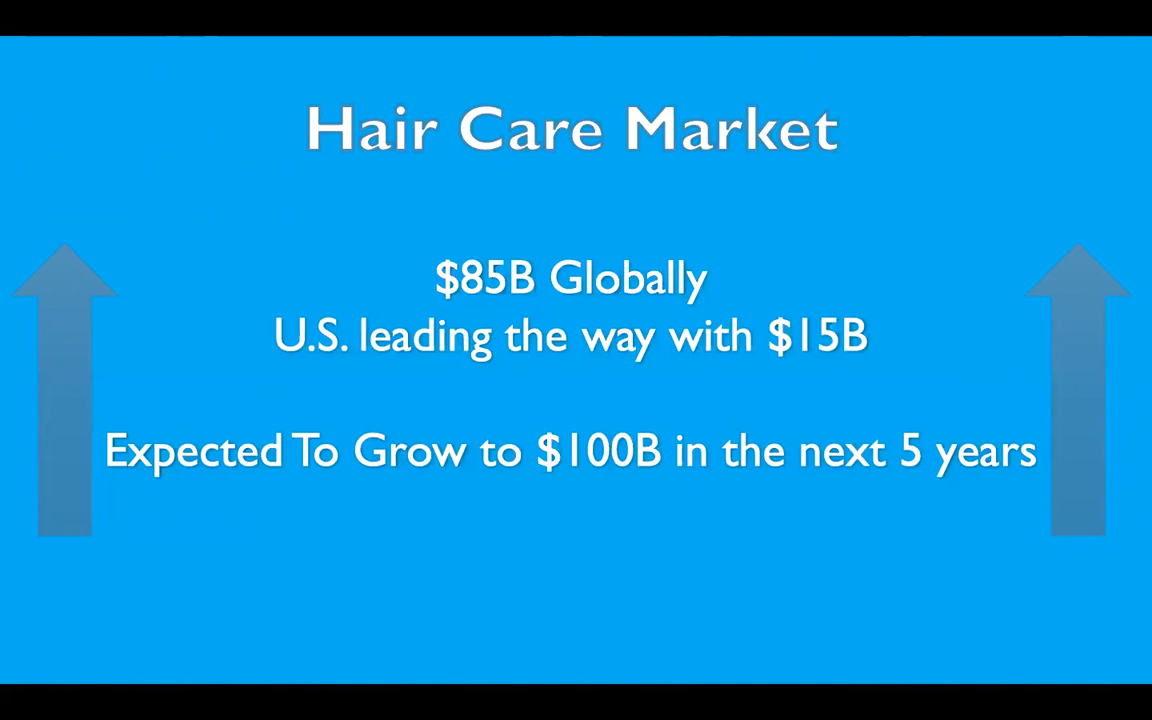 Hair Care Market
$85B Globally
U.S. leading the way with $15B
Expected To Grow to $100B in the next 5 years